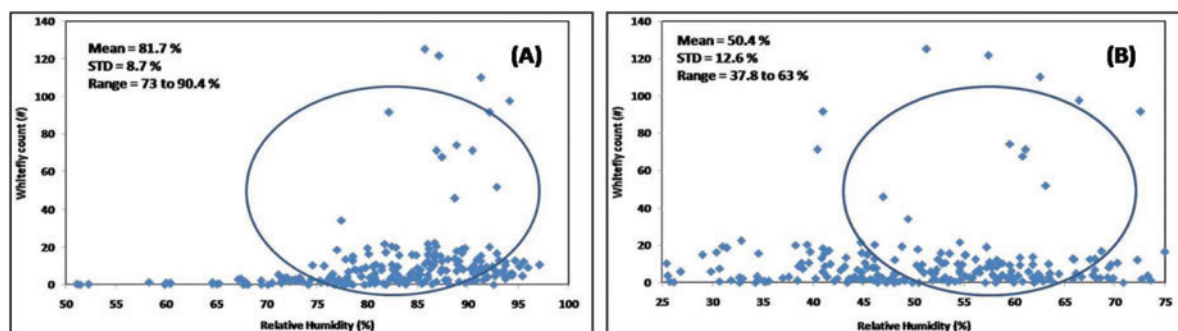 140
120
100
80
60
40
20
0
Whitefly count (#)
Mean = 81.7 %
STD = 8.7 %
Range = 73 to 90.4 %
(A)
50 55 60 65 70 75 80 85 90 95 100
Relative Humidity (%)
140
120
100
80
60
40
20
0
Whitefly count (#)
Mean = 50.4 %
STD = 12.6 %
Range = 37.8 to 63 %
(B)
25 30 35 40 45 50 55 60 65 70 75
Relative Humidity (%)